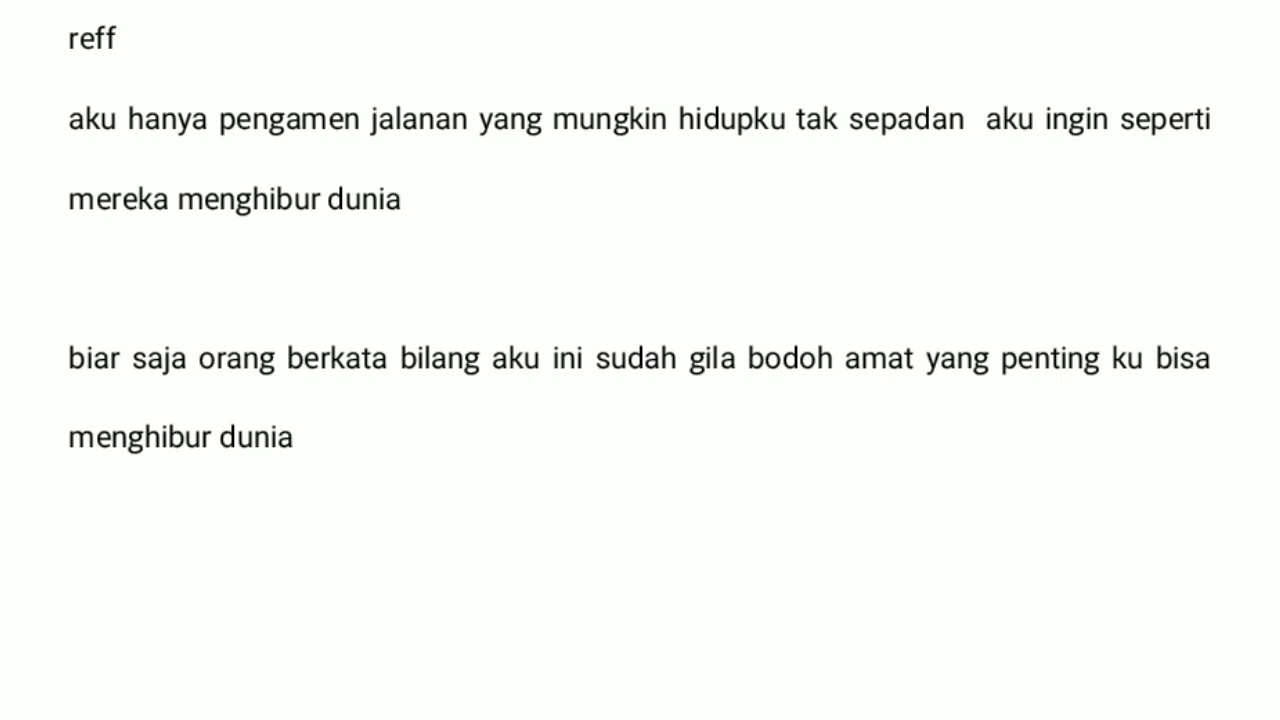 reff
aku hanya pengamen jalanan yang mungkin hidupku tak sepadan  aku ingin seperti
mereka menghibur dunia
biar saja orang berkata bilang aku ini sudah gila bodoh amat yang penting ku bisa
menghibur dunia